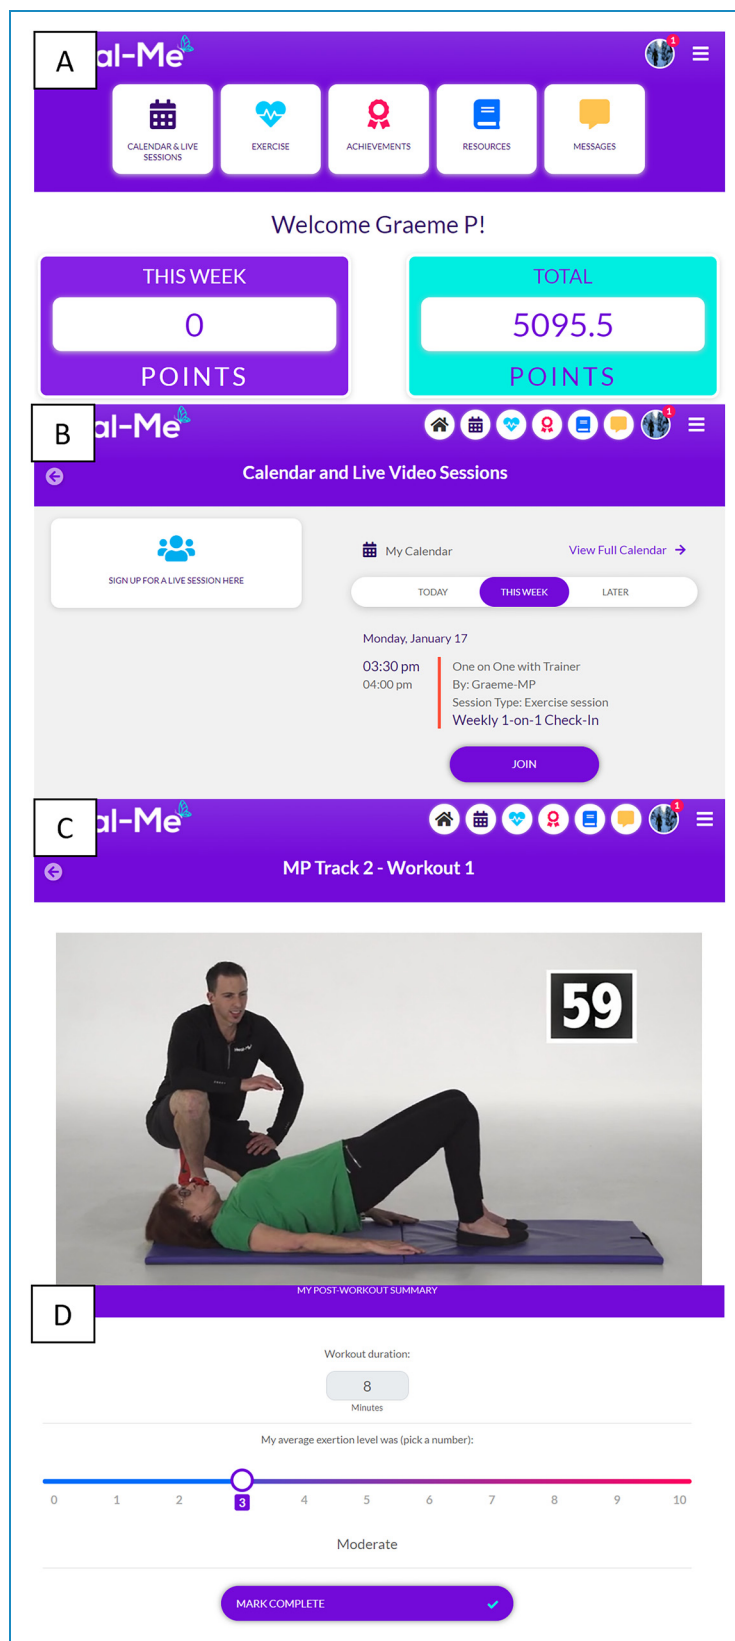 A
al-Me
1
CALENDAR & LIVE
SESSIONS
EXERCISE
ACHIEVEMENTS
RESOURCES
MESSAGES
Welcome Graeme P!
THIS WEEK
0
POINTS
TOTAL
5095.5
POINTS
B
al-Me
1
Calendar and Live Video Sessions
SIGN UP FOR A LIVE SESSION HERE
My Calendar
View Full Calendar
TODAY
THIS WEEK
LATER
Monday, January 17
03:30 pm
04:00 pm
One on One with Trainer
By: Graeme-MP
Session Type: Exercise session
Weekly 1-on-1 Check-In
JOIN
C
al-Me
1
MP Track 2 - Workout 1
59
D
MY POST-WORKOUT SUMMARY
Workout duration:
8
Minutes
My average exertion level was (pick a number):
0 1 2 3 4 5 6 7 8 9 10
Moderate
MARK COMPLETE